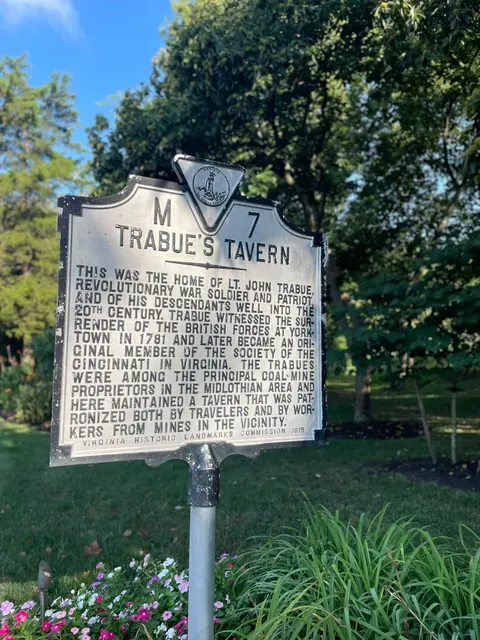 M 7
TRABUE'S TAVERN
THIS WAS THE HOME OF LT. JOHN TRABUE,
REVOLUTIONARY WAR SOLDIER AND PATRIOT,
AND OF HIS DESCENDANTS WELL INTO THE
20TH CENTURY. TRABUE WITNESSED THE SUR-
RENDER OF THE BRITISH FORCES AT YORK-
TOWN IN 1781 AND LATER BECAME AN ORI-
GINAL MEMBER OF THE SOCIETY OF THE
CINCINNATI IN VIRGINIA. THE TRABUES
WERE AMONG THE PRINCIPAL COAL-MINE
PROPRIETORS IN THE MIDLOTHIAN AREA AND
HERE MAINTAINED A TAVERN THAT WAS PAT-
RONIZED BOTH BY TRAVELERS AND BY WOR-
KERS FROM MINES IN THE VICINITY.
VIRGINIA HISTORIC LANDMARKS COMMISSION 1975